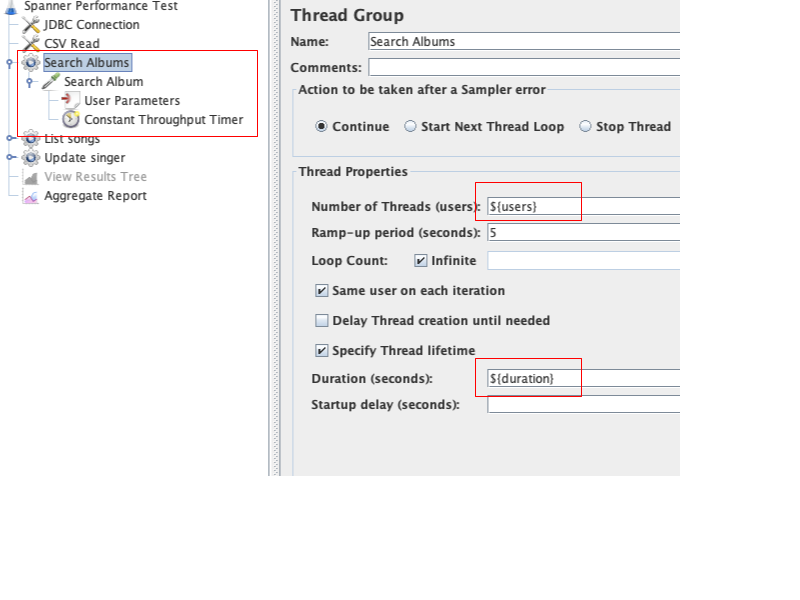 Spanner Performance Test
JDBC Connection
CSV Read
Search Albums
Search Album
User Parameters
Constant Throughput Timer
List songs
Update singer
View Results Tree
Aggregate Report
Thread Group
Name: Search Albums
Comments:
Action to be taken after a Sampler error
Continue Start Next Thread Loop Stop Thread
Thread Properties
Number of Threads (users): ${users}
Ramp-up period (seconds): 5
Loop Count: Infinite
Same user on each iteration
Delay Thread creation until needed
Specify Thread lifetime
Duration (seconds): ${duration}
Startup delay (seconds):